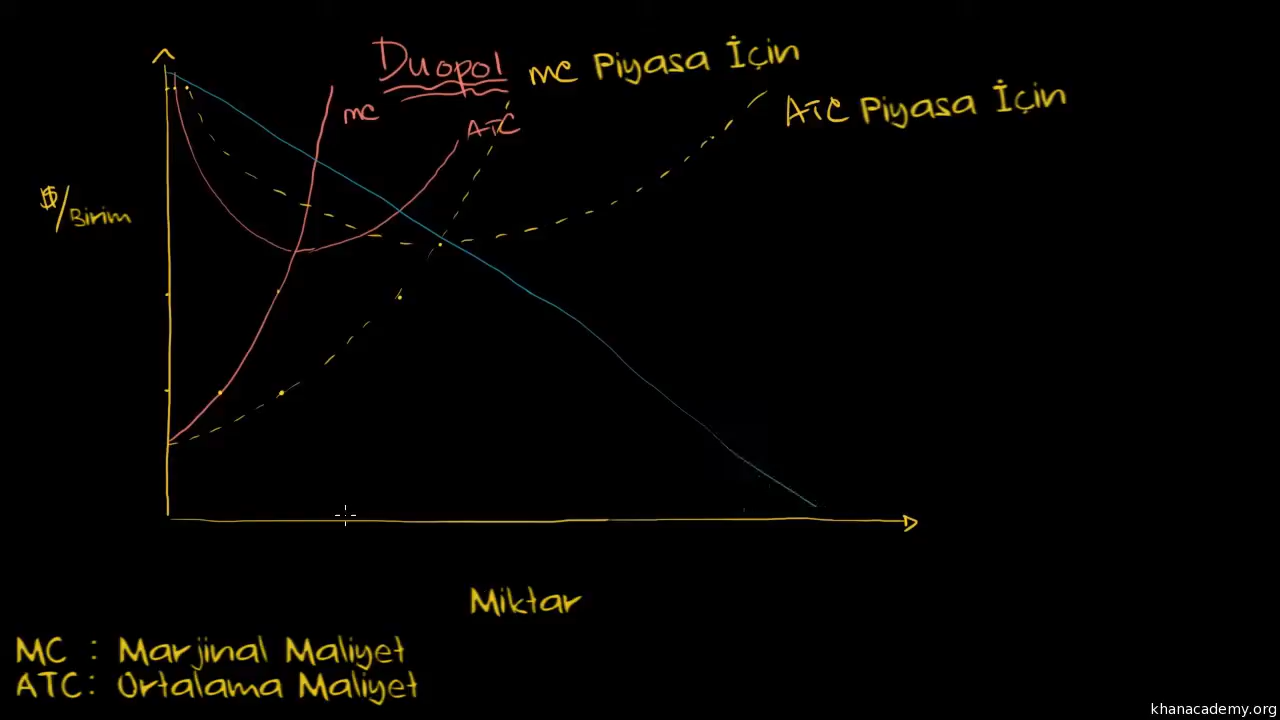 Duopol
MC Piyasa İçin
MC
ATC Piyasa İçin
ATC
$/Birim
Miktar
MC : Marjinal Maliyet
ATC: Ortalama Maliyet
khanacademy.org